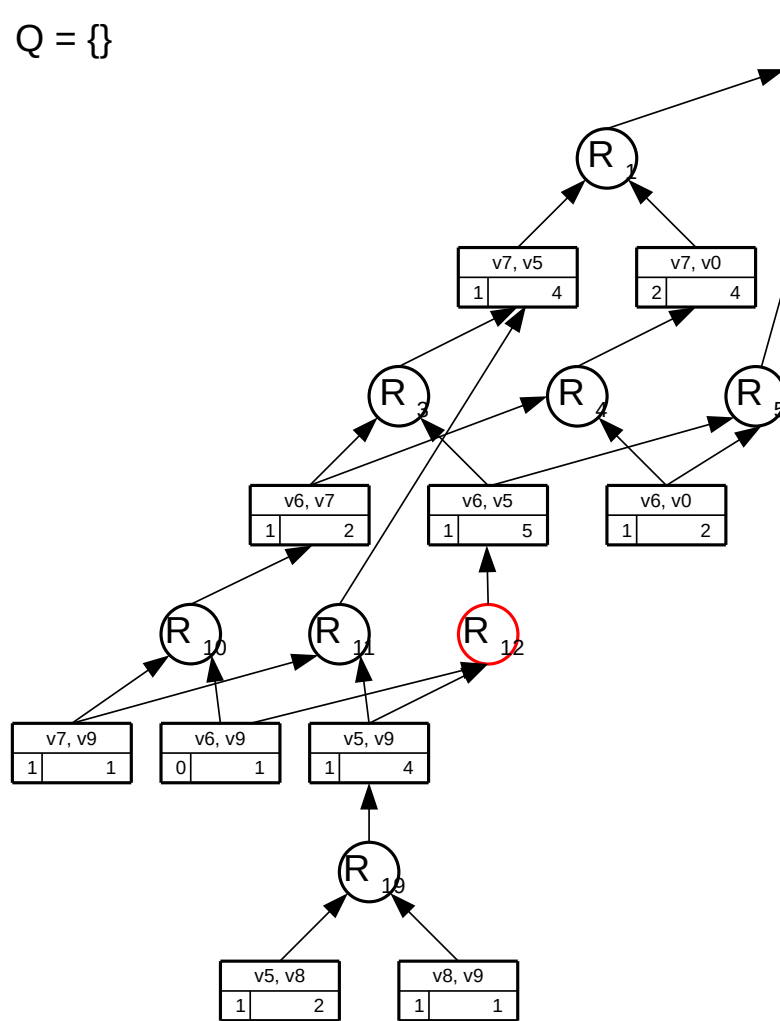 Q = {}
R 1
v7, v5
1 4
v7, v0
2 4
R 3
R 4
R 5
v6, v7
1 2
v6, v5
1 5
v6, v0
1 2
R 10
R 11
R 12
v7, v9
1 1
v6, v9
0 1
v5, v9
1 4
R 19
v5, v8
1 2
v8, v9
1 1